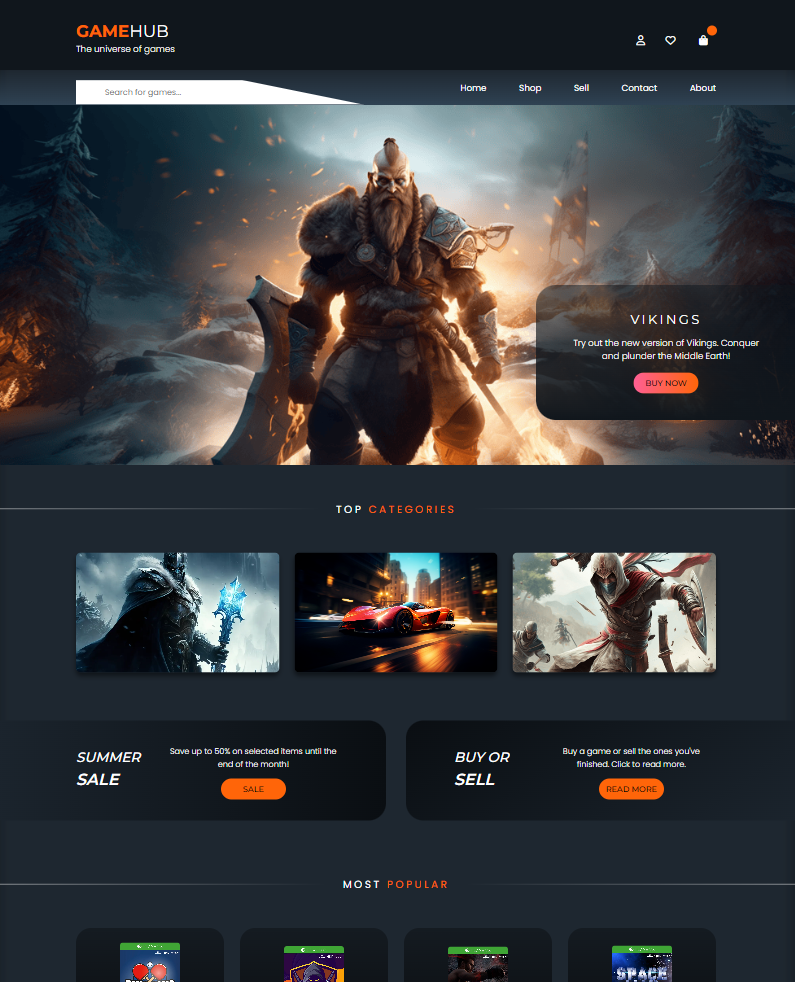 GAMEHUB
The universe of games
Search for games...
Home Shop Sell Contact About
VIKINGS
Try out the new version of Vikings. Conquer
and plunder the Middle Earth!
BUY NOW
TOP CATEGORIES
SUMMER
SALE
Save up to 50% on selected items until the
end of the month!
SALE
BUY OR
SELL
Buy a game or sell the ones you've
finished. Click to read more.
READ MORE
MOST POPULAR
SPACE